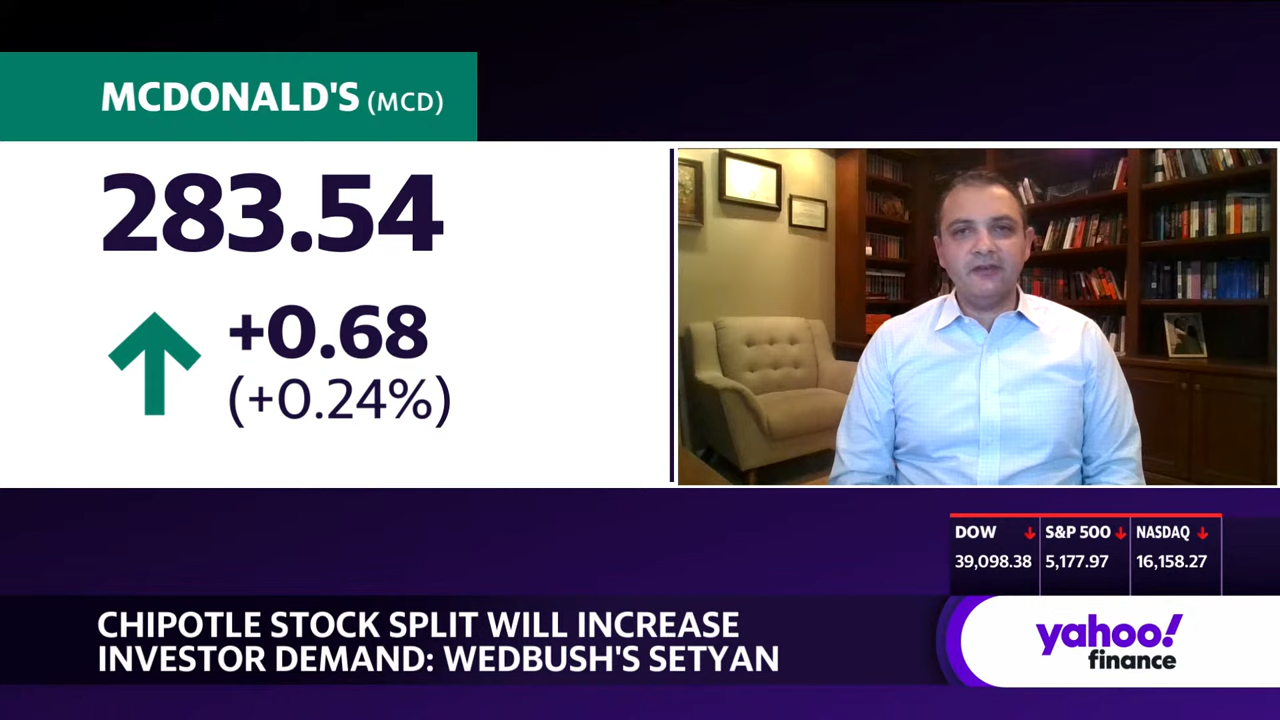 MCDONALD'S (MCD)
283.54
+0.68
(+0.24%)
DOW
39,098.38
S&P 500
5,177.97
NASDAQ
16,158.27
CHIPOTLE STOCK SPLIT WILL INCREASE
INVESTOR DEMAND: WEDBUSH'S SETYAN
yahoo!
finance